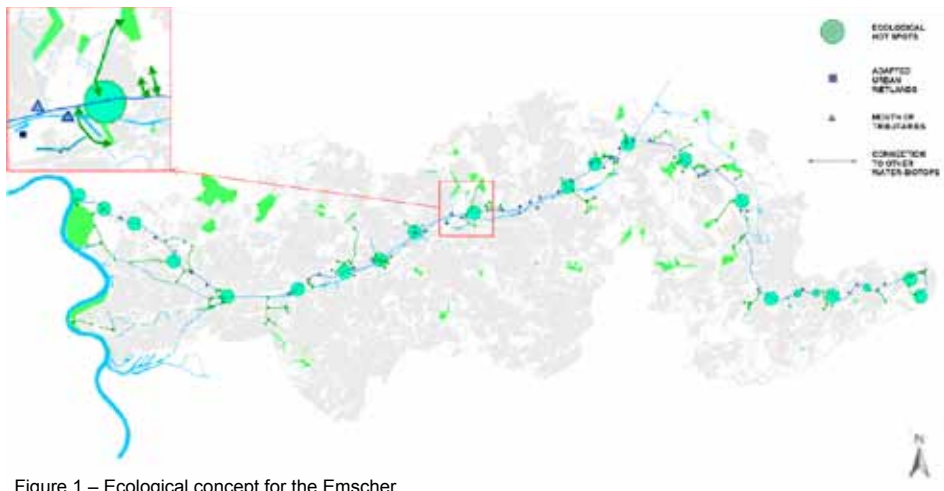 ECOLOGICAL
HOT SPOTS
ADAPTED
URBAN
WETLANDS
MOUTH OF
TRIBUTARIES
CONNECTION
TO OTHER
WATER-BIOTOPS
N
Figure 1 – Ecological concept for the Emscher